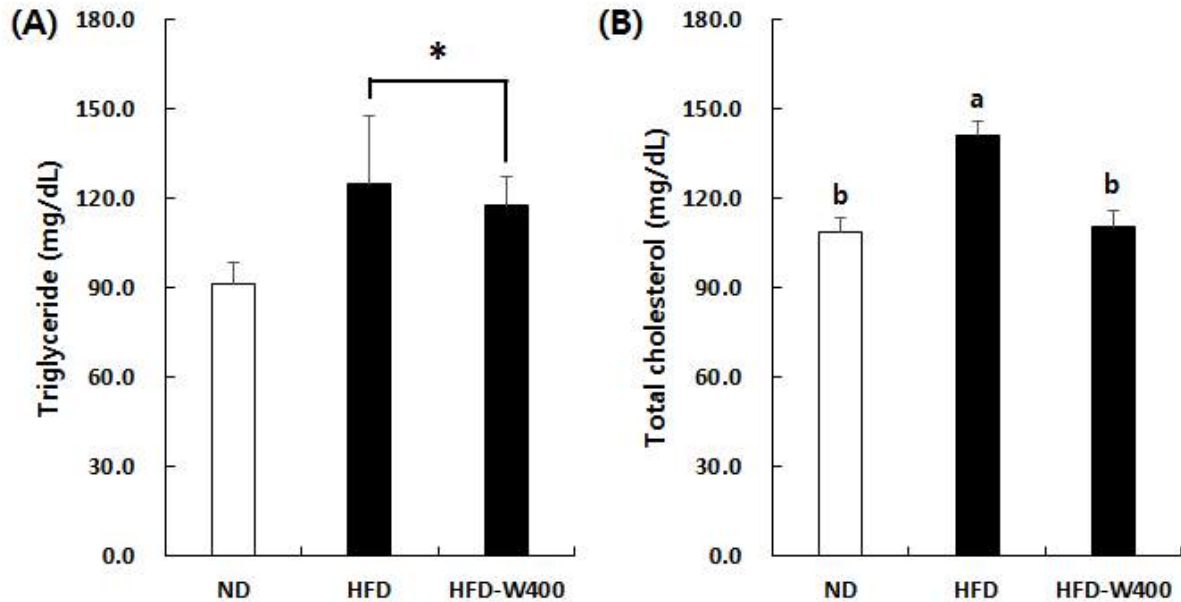 (A)
Triglyceride (mg/dL)
180.0
150.0
120.0
90.0
60.0
30.0
0.0
*
ND HFD HFD-W400
(B)
Total cholesterol (mg/dL)
180.0
150.0
120.0
90.0
60.0
30.0
0.0
b
a
b
ND HFD HFD-W400